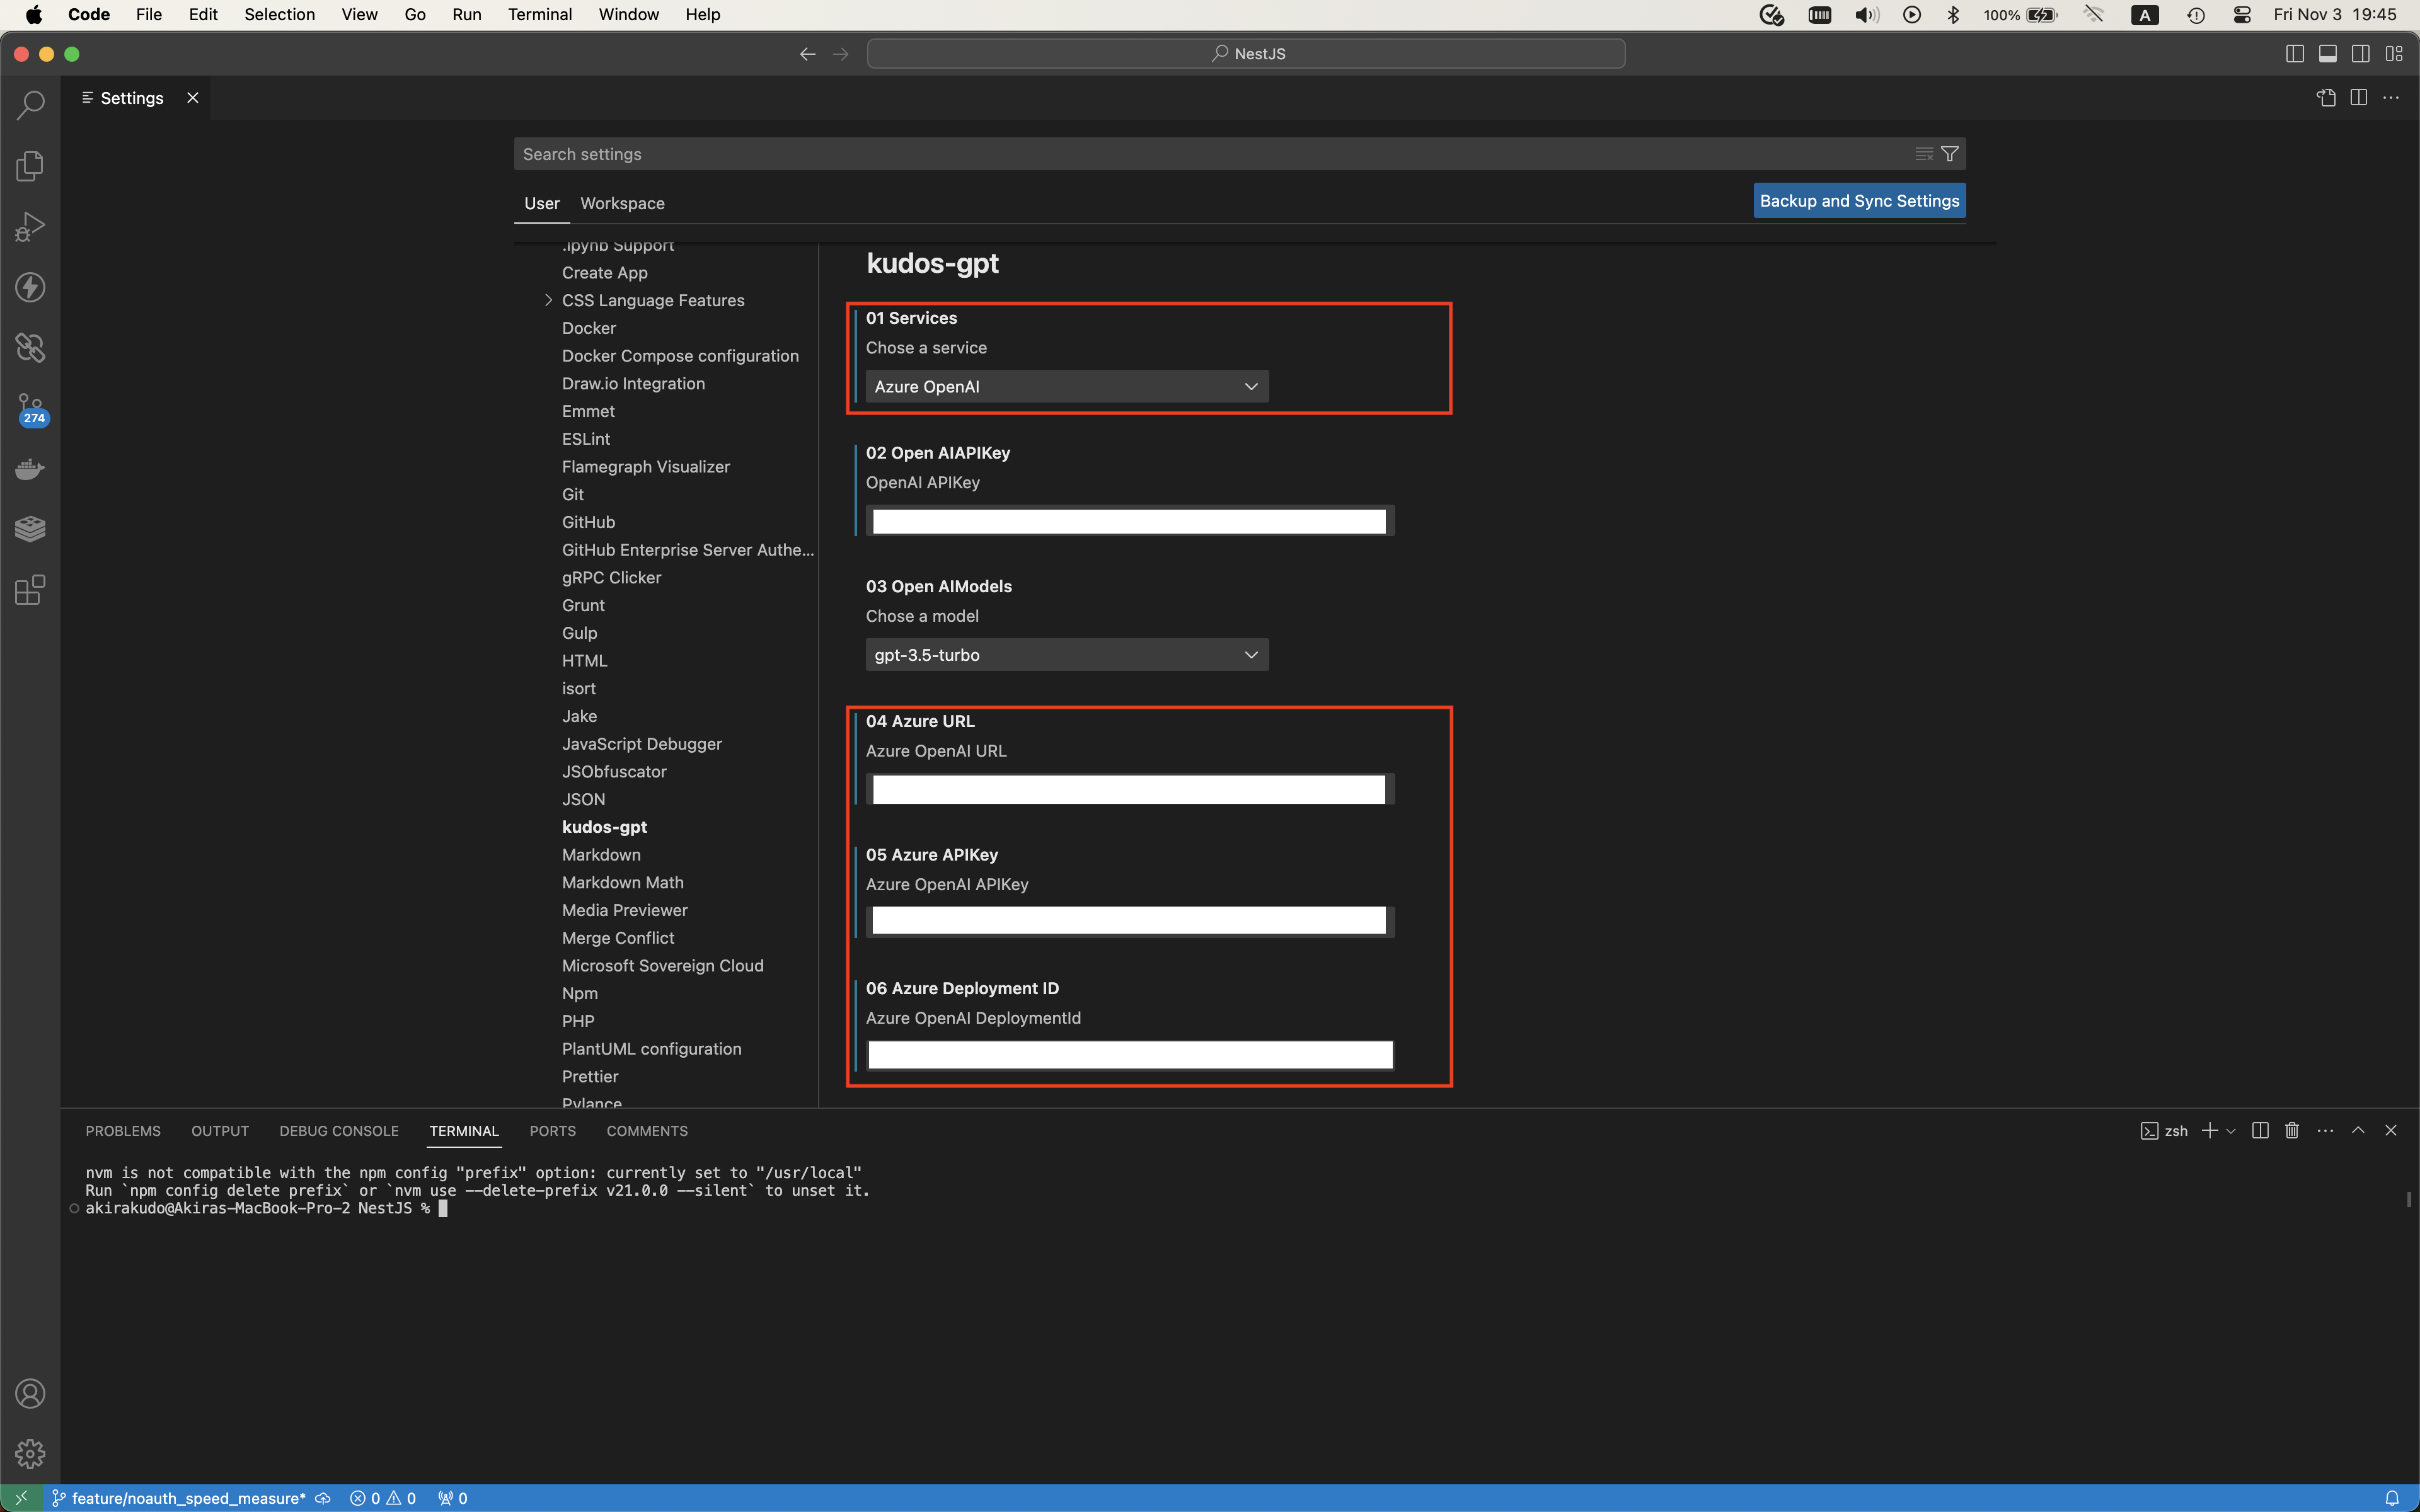 Code File Edit Selection View Go Run Terminal Window Help 100% A Fri Nov 3 19:45
NestJS
Settings
Search settings
User Workspace
Backup and Sync Settings
.ipynb Support
Create App
CSS Language Features
Docker
Docker Compose configuration
Draw.io Integration
Emmet
ESLint
Flamegraph Visualizer
Git
GitHub
GitHub Enterprise Server Authe...
gRPC Clicker
Grunt
Gulp
HTML
isort
Jake
JavaScript Debugger
JSObfuscator
JSON
kudos-gpt
Markdown
Markdown Math
Media Previewer
Merge Conflict
Microsoft Sovereign Cloud
Npm
PHP
PlantUML configuration
Prettier
Pylance
kudos-gpt
01 Services
Chose a service
Azure OpenAI
02 Open AIAPIKey
OpenAI APIKey
03 Open AIModels
Chose a model
gpt-3.5-turbo
04 Azure URL
Azure OpenAI URL
05 Azure APIKey
Azure OpenAI APIKey
06 Azure Deployment ID
Azure OpenAI DeploymentId
274
PROBLEMS OUTPUT DEBUG CONSOLE TERMINAL PORTS COMMENTS
zsh
nvm is not compatible with the npm config "prefix" option: currently set to "/usr/local"
Run `npm config delete prefix` or `nvm use --delete-prefix v21.0.0 --silent` to unset it.
akirakudo@Akiras-MacBook-Pro-2 NestJS %
feature/noauth_speed_measure* 0 0 0